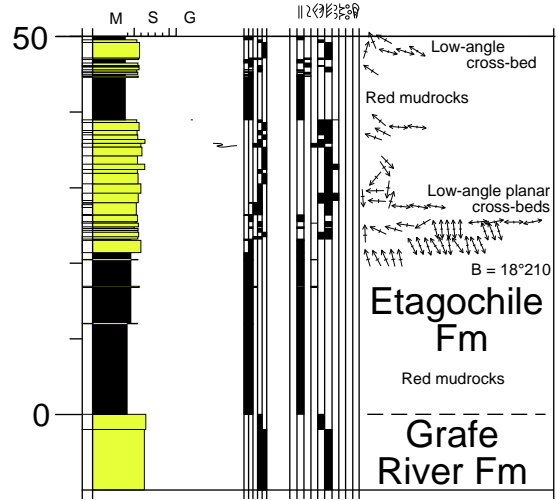 M S G
50
Low-angle
cross-bed
Red mudrocks
Low-angle planar
cross-beds
B = 18°210
Etagochile
Fm
Red mudrocks
0
Grafe
River Fm